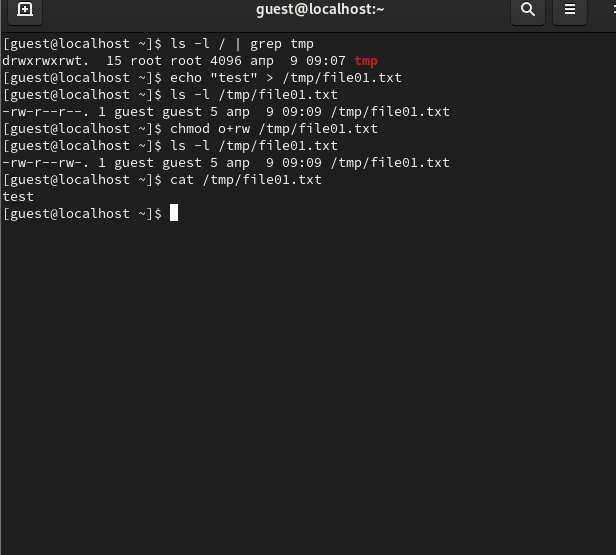 guest@localhost:~
[guest@localhost ~]$ ls -l / | grep tmp
drwxrwxrwt.  15 root root 4096 апр  9 09:07 tmp
[guest@localhost ~]$ echo "test" > /tmp/file01.txt
[guest@localhost ~]$ ls -l /tmp/file01.txt
-rw-r--r--. 1 guest guest 5 апр  9 09:09 /tmp/file01.txt
[guest@localhost ~]$ chmod o+rw /tmp/file01.txt
[guest@localhost ~]$ ls -l /tmp/file01.txt
-rw-r--rw-. 1 guest guest 5 апр  9 09:09 /tmp/file01.txt
[guest@localhost ~]$ cat /tmp/file01.txt
test
[guest@localhost ~]$